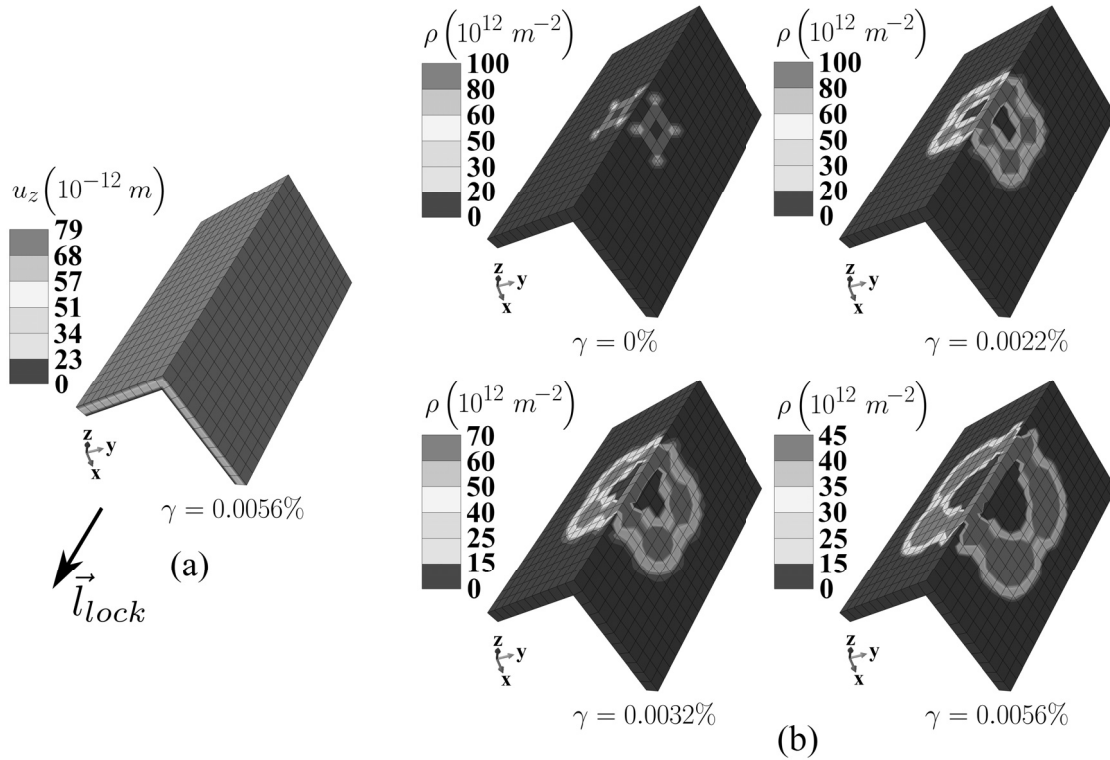 u_z (10^{-12} m)
79
68
57
51
34
23
0
z
y
x
γ = 0.0056%
\vec{l}_{lock}
(a)
ρ (10^{12} m^{-2})
100
80
60
50
30
20
0
z
y
x
γ = 0%
ρ (10^{12} m^{-2})
100
80
60
50
30
20
0
z
y
x
γ = 0.0022%
ρ (10^{12} m^{-2})
70
60
50
40
25
15
0
z
y
x
γ = 0.0032%
ρ (10^{12} m^{-2})
45
40
35
30
25
15
0
z
y
x
γ = 0.0056%
(b)